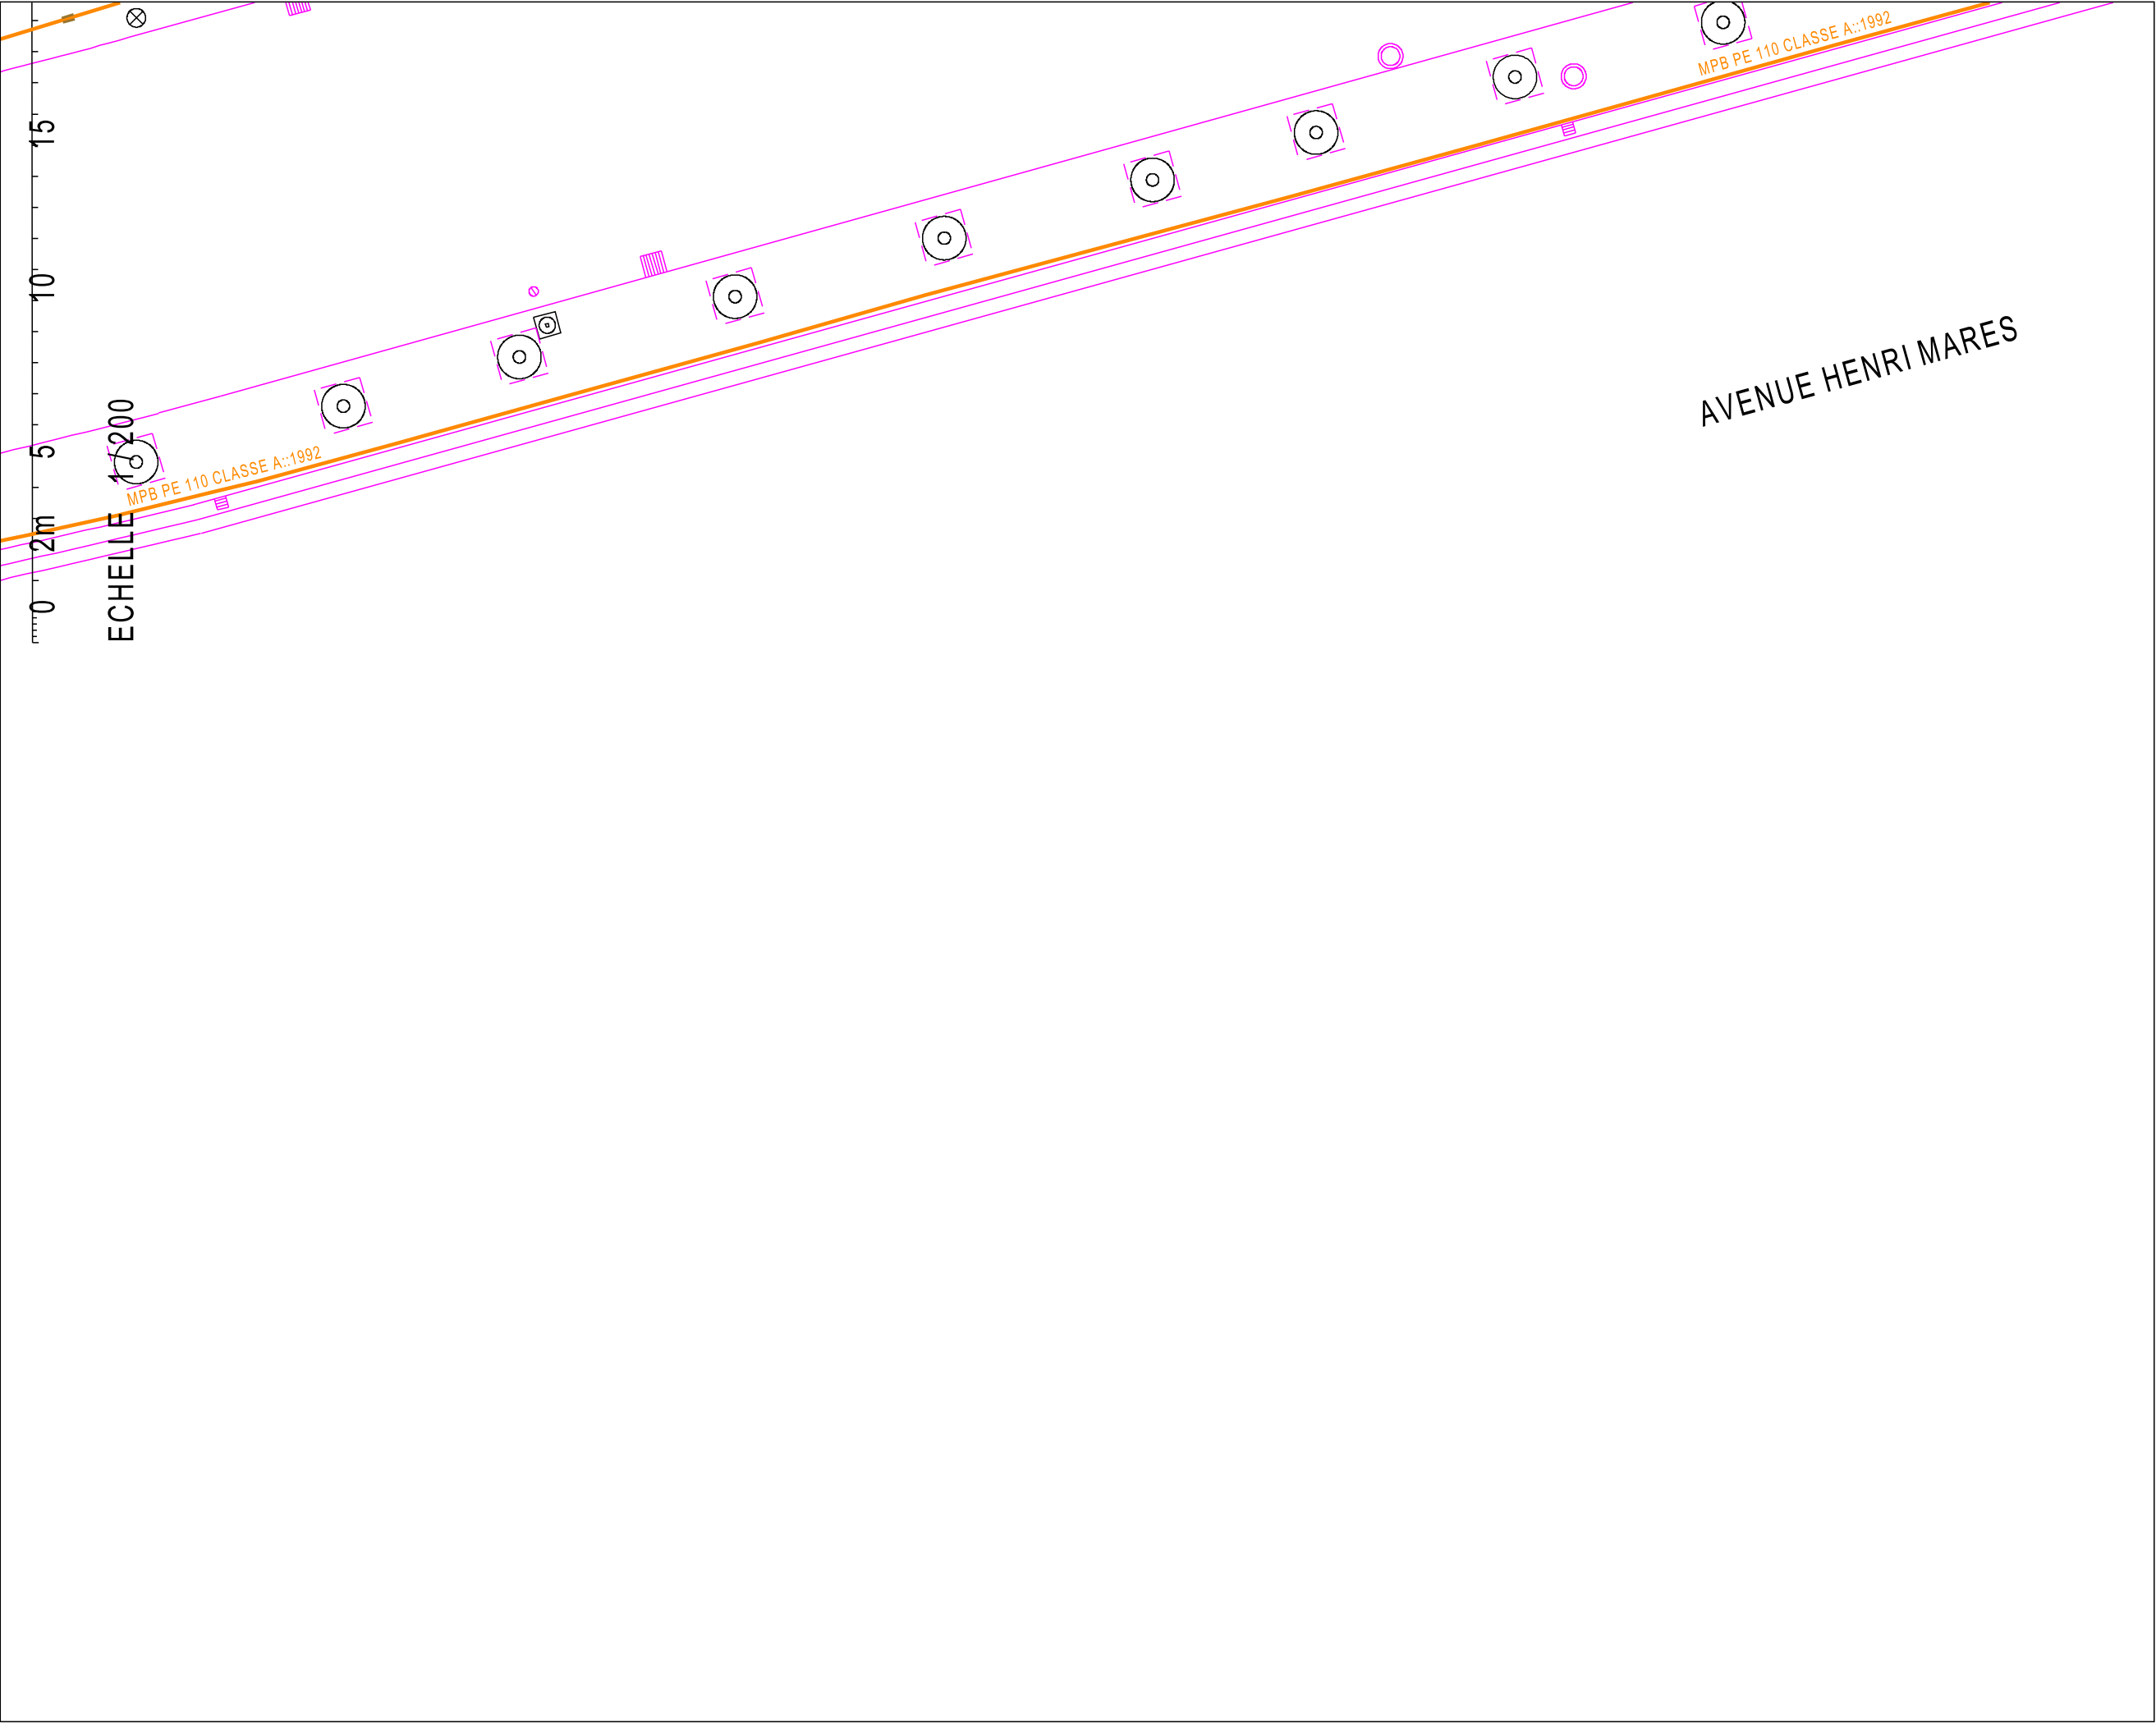 MPB PE 110 CLASSE A::1992
15
10
5
2m
0
ECHELLE 1/200
MPB PE 110 CLASSE A::1992
AVENUE HENRI MARES